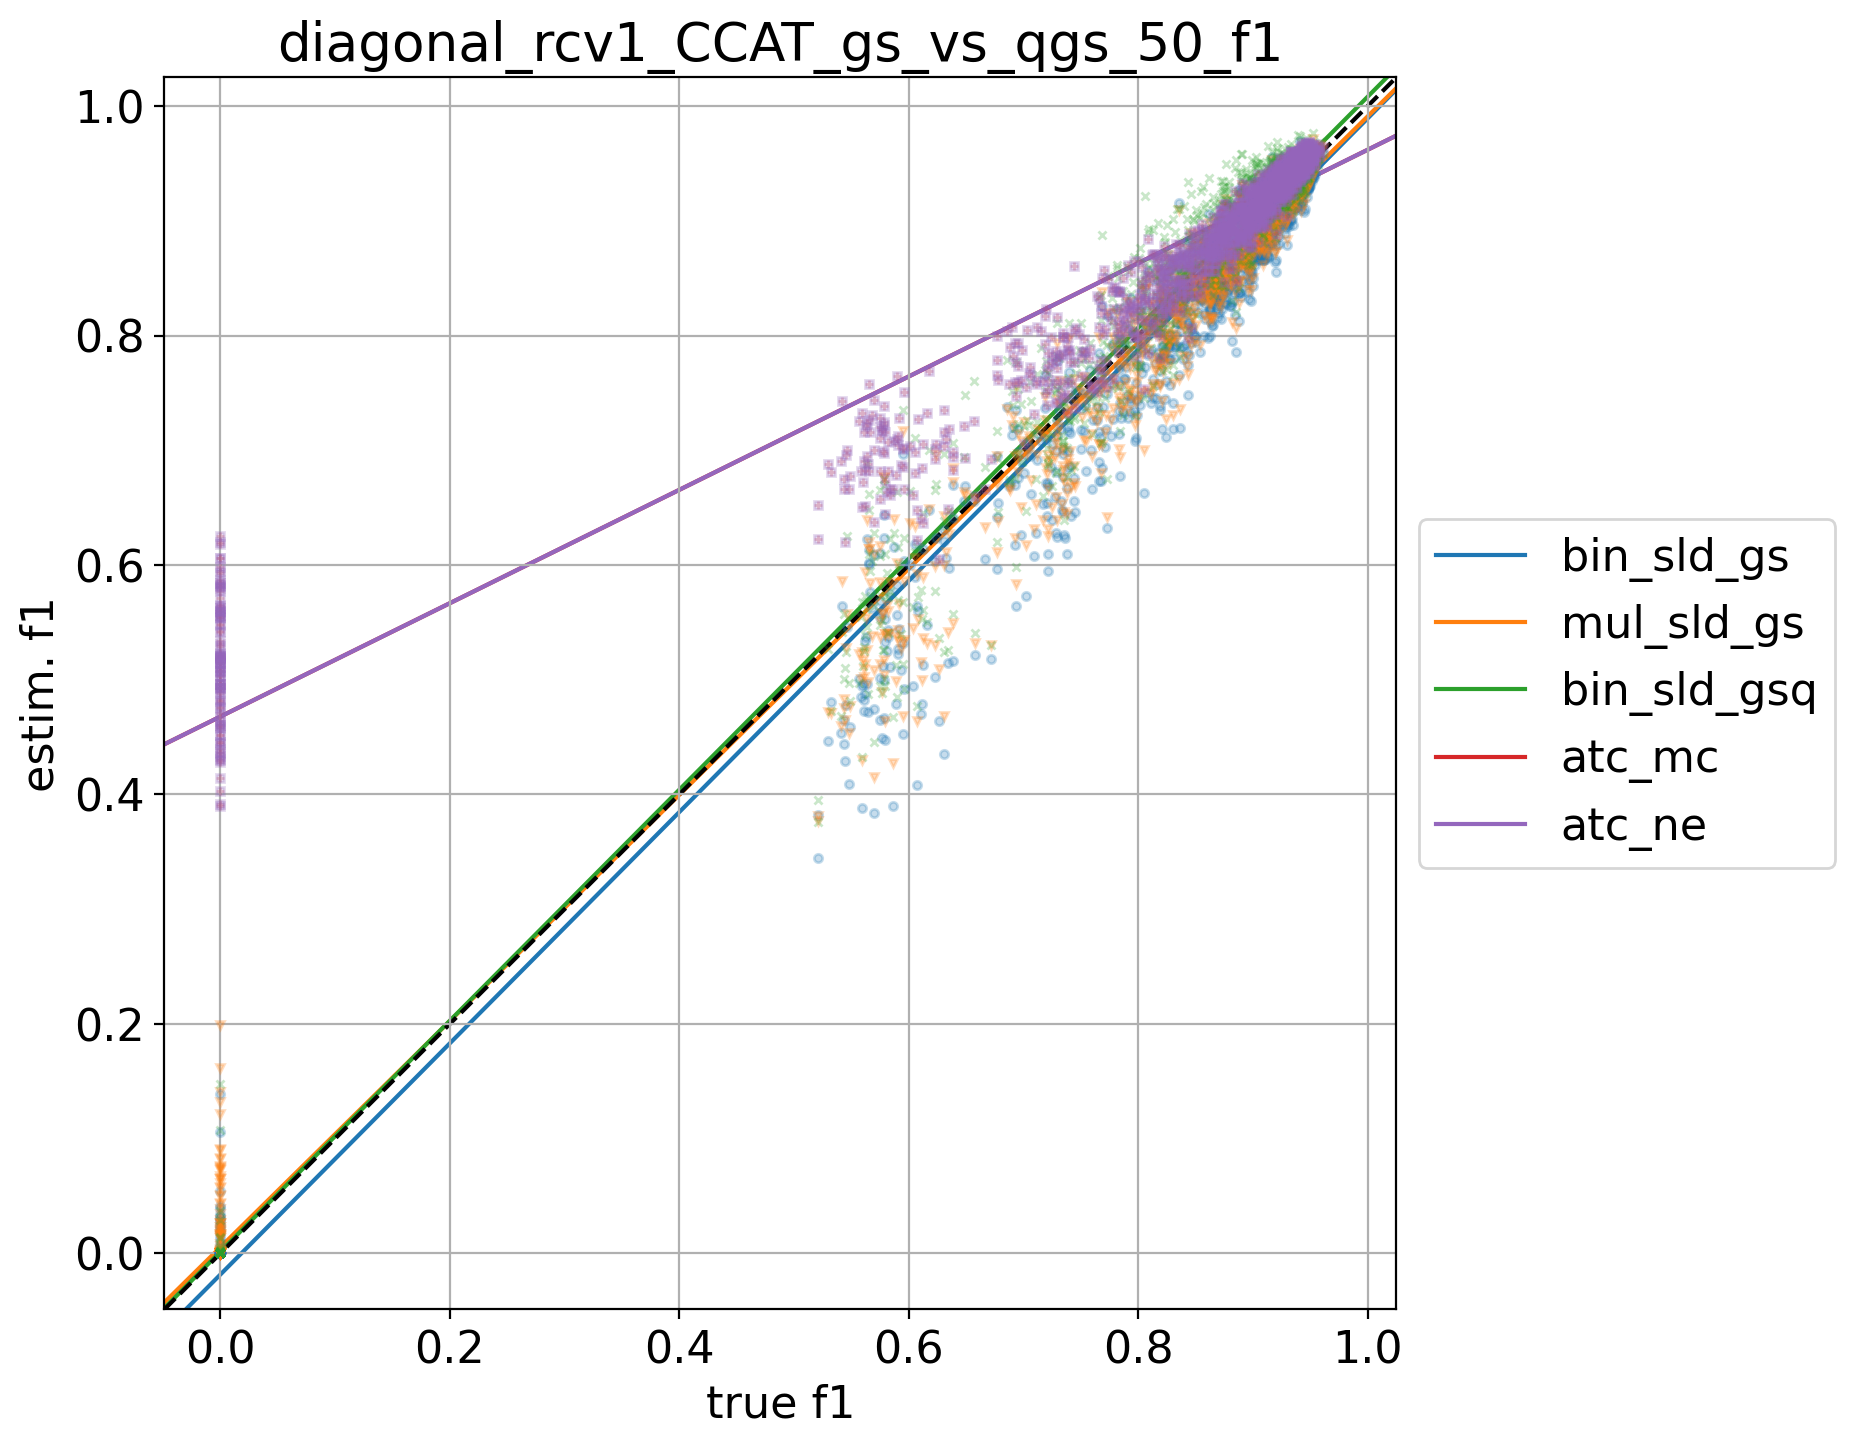 diagonal_rcv1_CCAT_gs_vs_qgs_50_f1
1.0
0.8
0.6
0.4
0.2
0.0
estim. f1
0.0 0.2 0.4 0.6 0.8 1.0
true f1
bin_sld_gs
mul_sld_gs
bin_sld_gsq
atc_mc
atc_ne